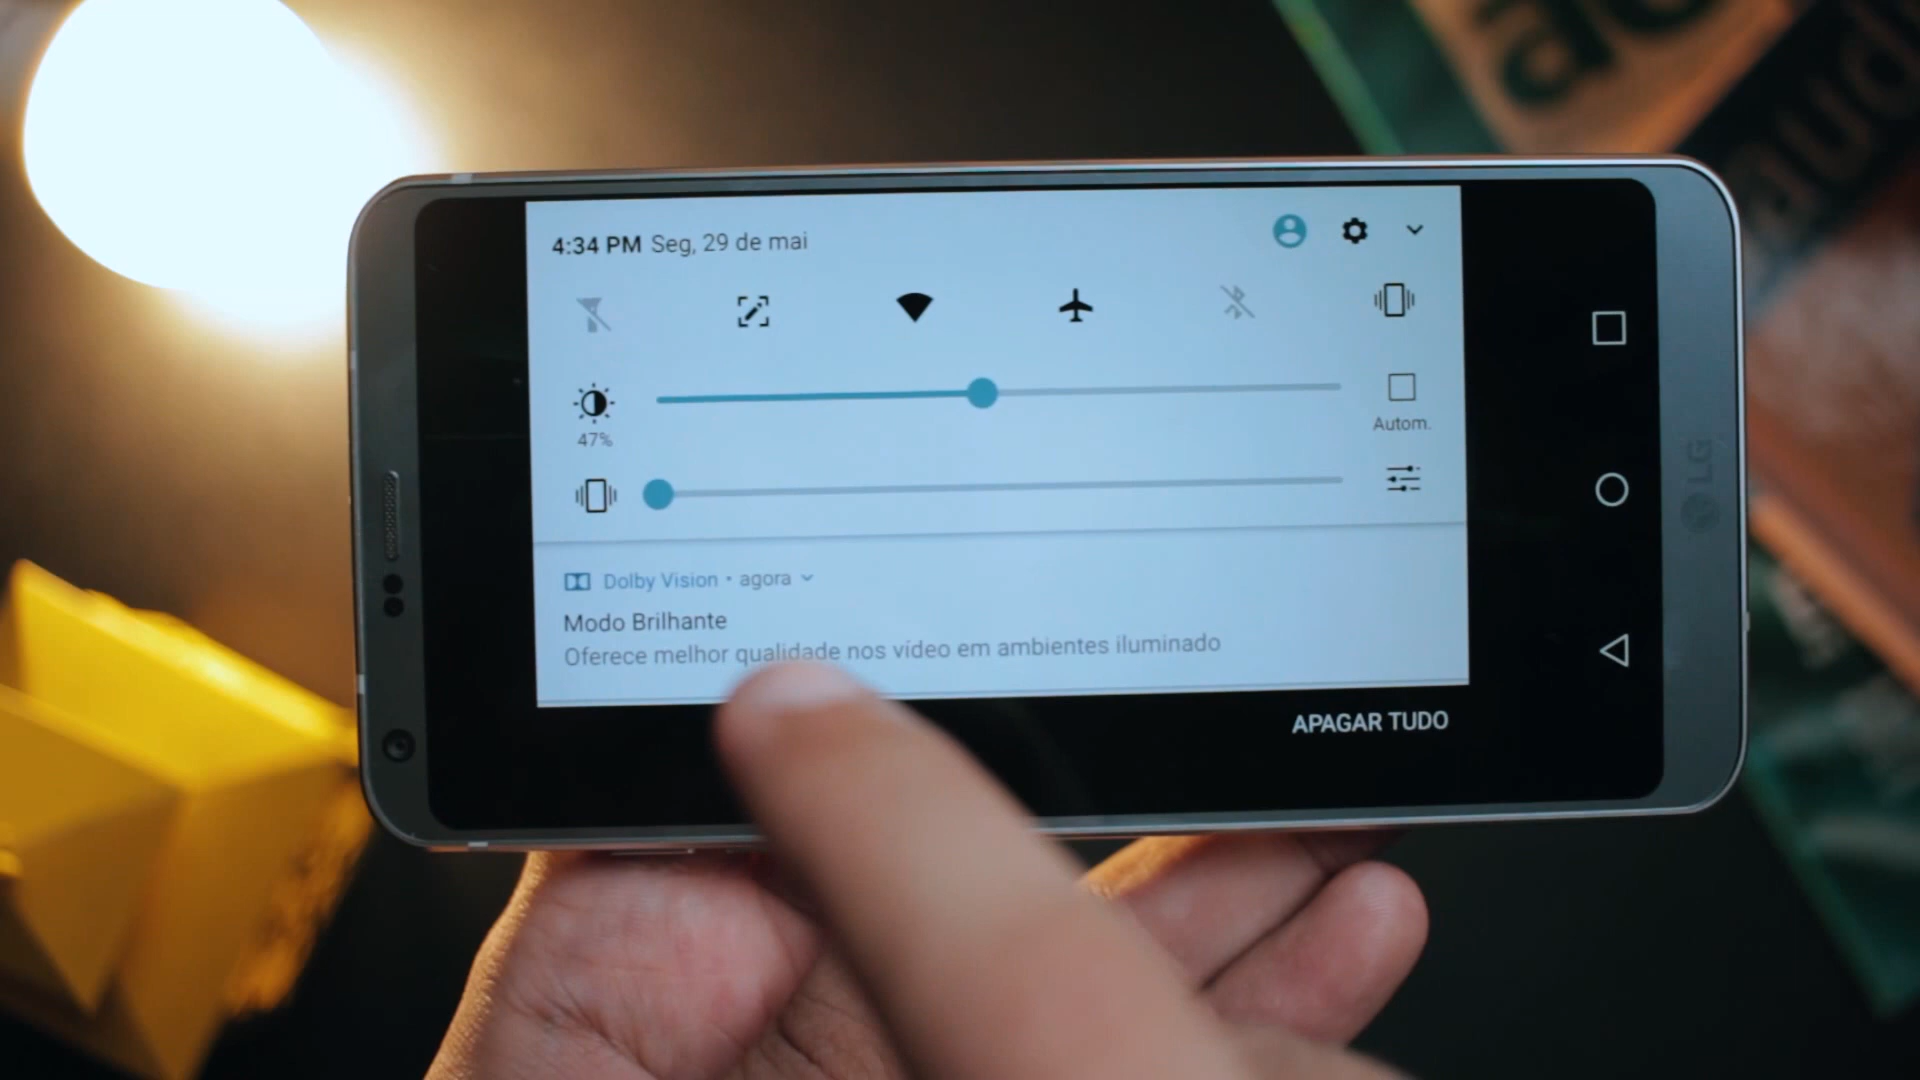 4:34 PM Seg, 29 de mai
47%
Autom.
Dolby Vision • agora
Modo Brilhante
Oferece melhor qualidade nos vídeo em ambientes iluminado
APAGAR TUDO
LG